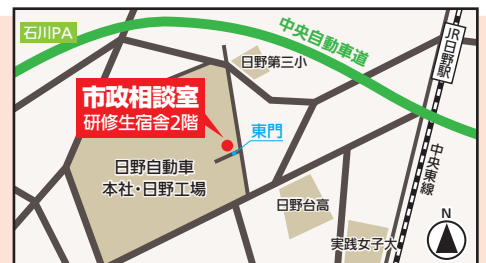 石川PA
中央自動車道
JR日野駅
日野第三小
市政相談室
研修生宿舎2階
東門
日野自動車
本社・日野工場
中央東線
日野台高
実践女子大
N